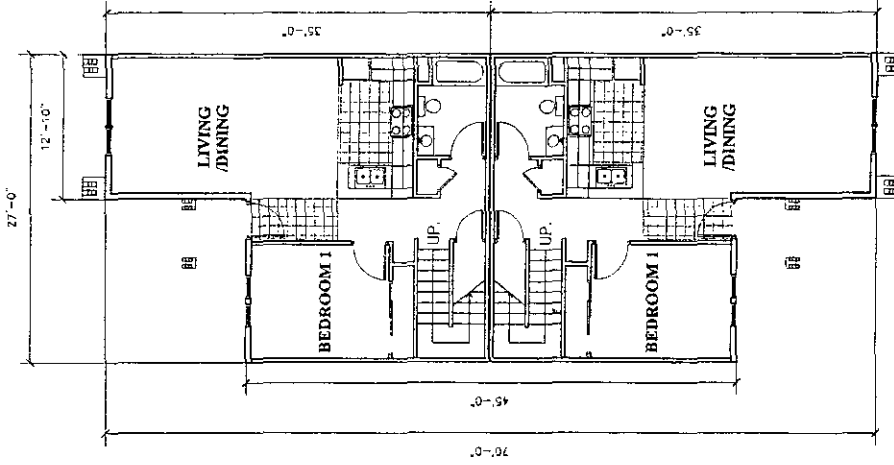 35'-0"
35'-0"
27'-0"
12'-10"
LIVING
/DINING
LIVING
/DINING
UP.
UP.
BEDROOM 1
BEDROOM 1
45'-0"
70'-0"